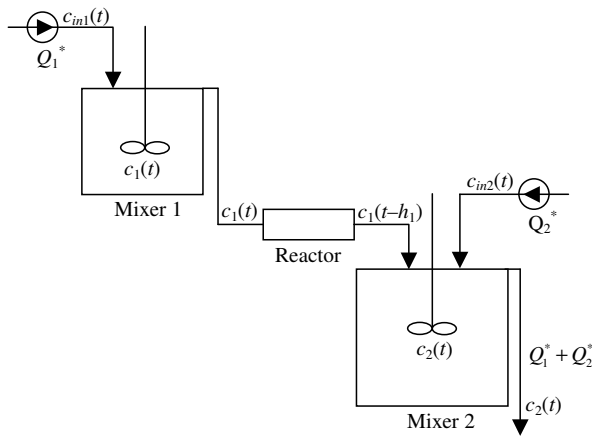 c_{in1}(t)
Q_1^*
c_1(t)
Mixer 1
c_1(t)
c_1(t–h_1)
Reactor
c_{in2}(t)
Q_2^*
c_2(t)
Q_1^* + Q_2^*
c_2(t)
Mixer 2